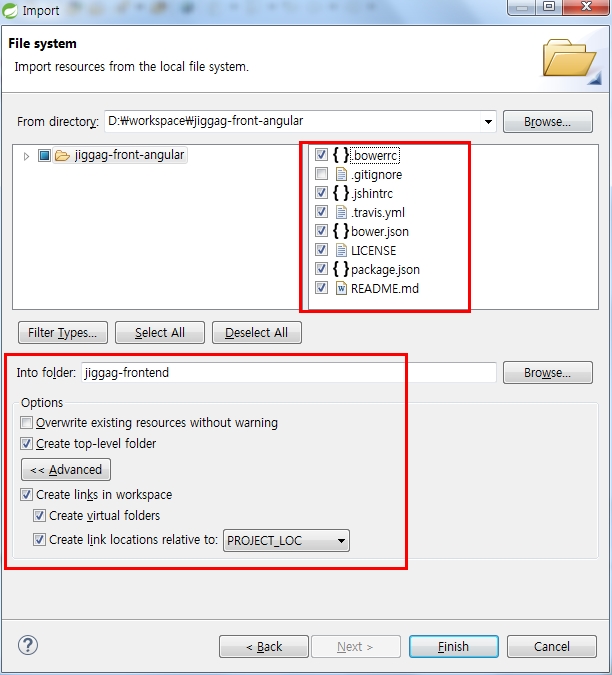 Import
File system
Import resources from the local file system.
From directory: D:₩workspace₩jiggag-front-angular Browse...
jiggag-front-angular
.bowerrc
.gitignore
.jshintrc
.travis.yml
bower.json
LICENSE
package.json
README.md
Filter Types... Select All Deselect All
Into folder: jiggag-frontend Browse...
Options
Overwrite existing resources without warning
Create top-level folder
<< Advanced
Create links in workspace
Create virtual folders
Create link locations relative to: PROJECT_LOC
< Back Next > Finish Cancel